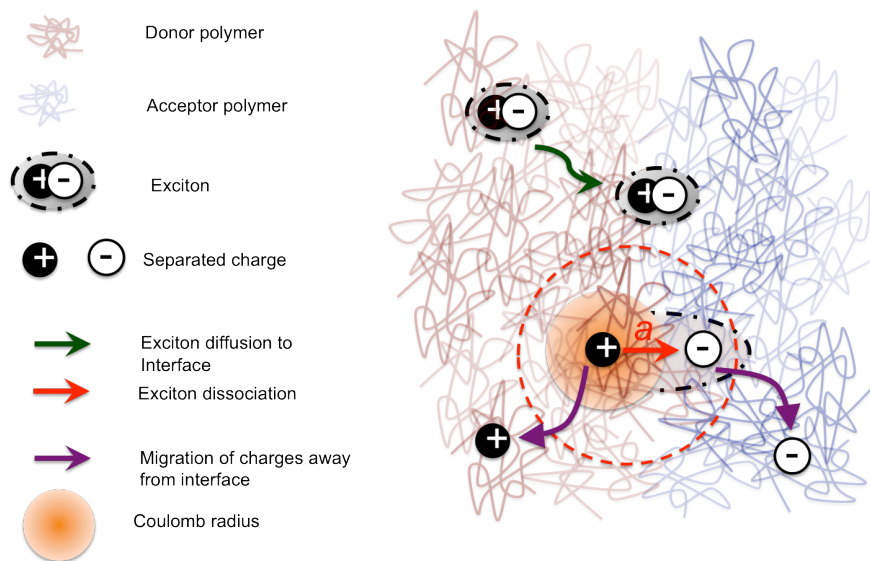 Donor polymer
Acceptor polymer
+ -
Exciton
+ -
Separated charge
Exciton diffusion to
Interface
Exciton dissociation
Migration of charges away
from interface
Coulomb radius
+ -
+ -
a
+ -
+
-